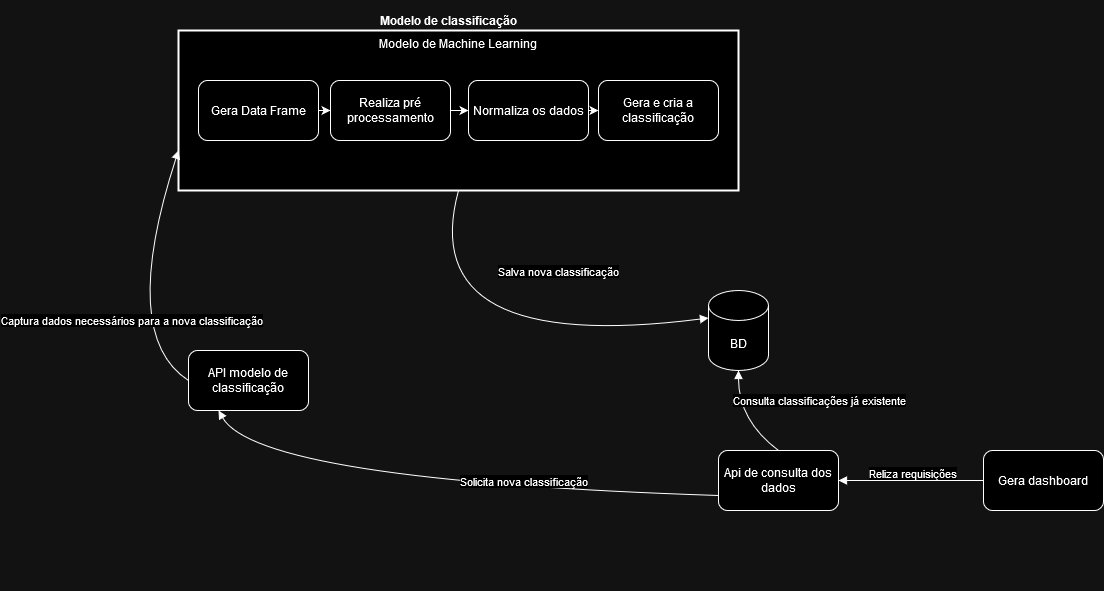 Modelo de classificação
Modelo de Machine Learning
Gera Data Frame
Realiza pré
processamento
Normaliza os dados
Gera e cria a
classificação
Salva nova classificação
BD
Captura dados necessários para a nova classificação
API modelo de
classificação
Consulta classificações já existente
Api de consulta dos
dados
Reliza requisições
Gera dashboard
Solicita nova classificação